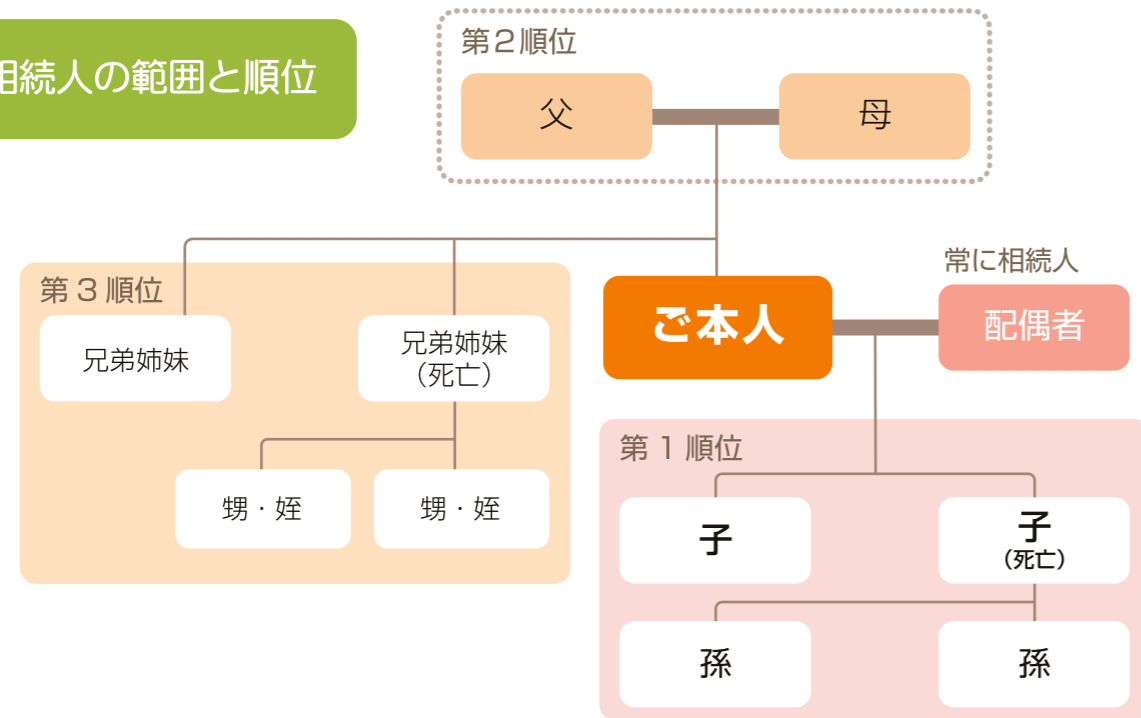 相続人の範囲と順位
第2順位
父
母
常に相続人
ご本人
配偶者
第3順位
兄弟姉妹
兄弟姉妹
（死亡）
甥・姪
甥・姪
第1順位
子
子
（死亡）
孫
孫